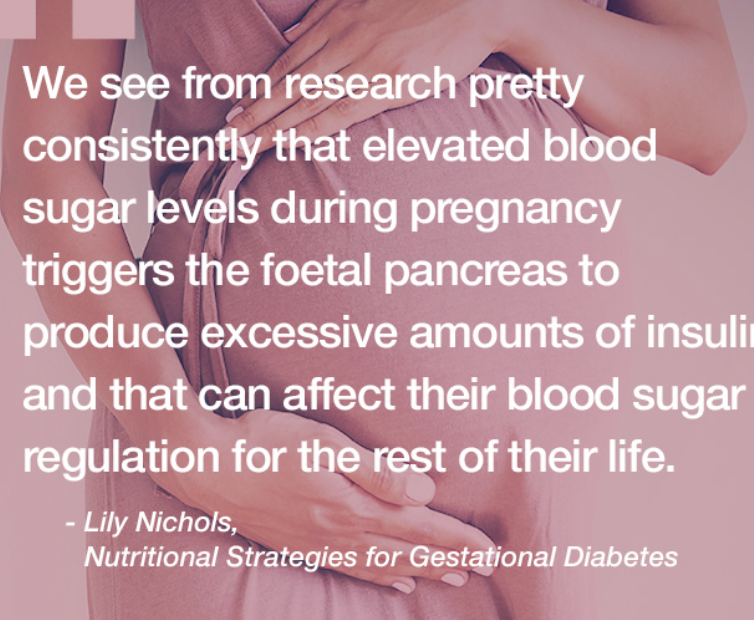 We see from research pretty
consistently that elevated blood
sugar levels during pregnancy
triggers the foetal pancreas to
produce excessive amounts of
and that can affect their blood sugar
regulation for the rest of their life.
- Lily Nichols,
Nutritional Strategies for Gestational Diabetes